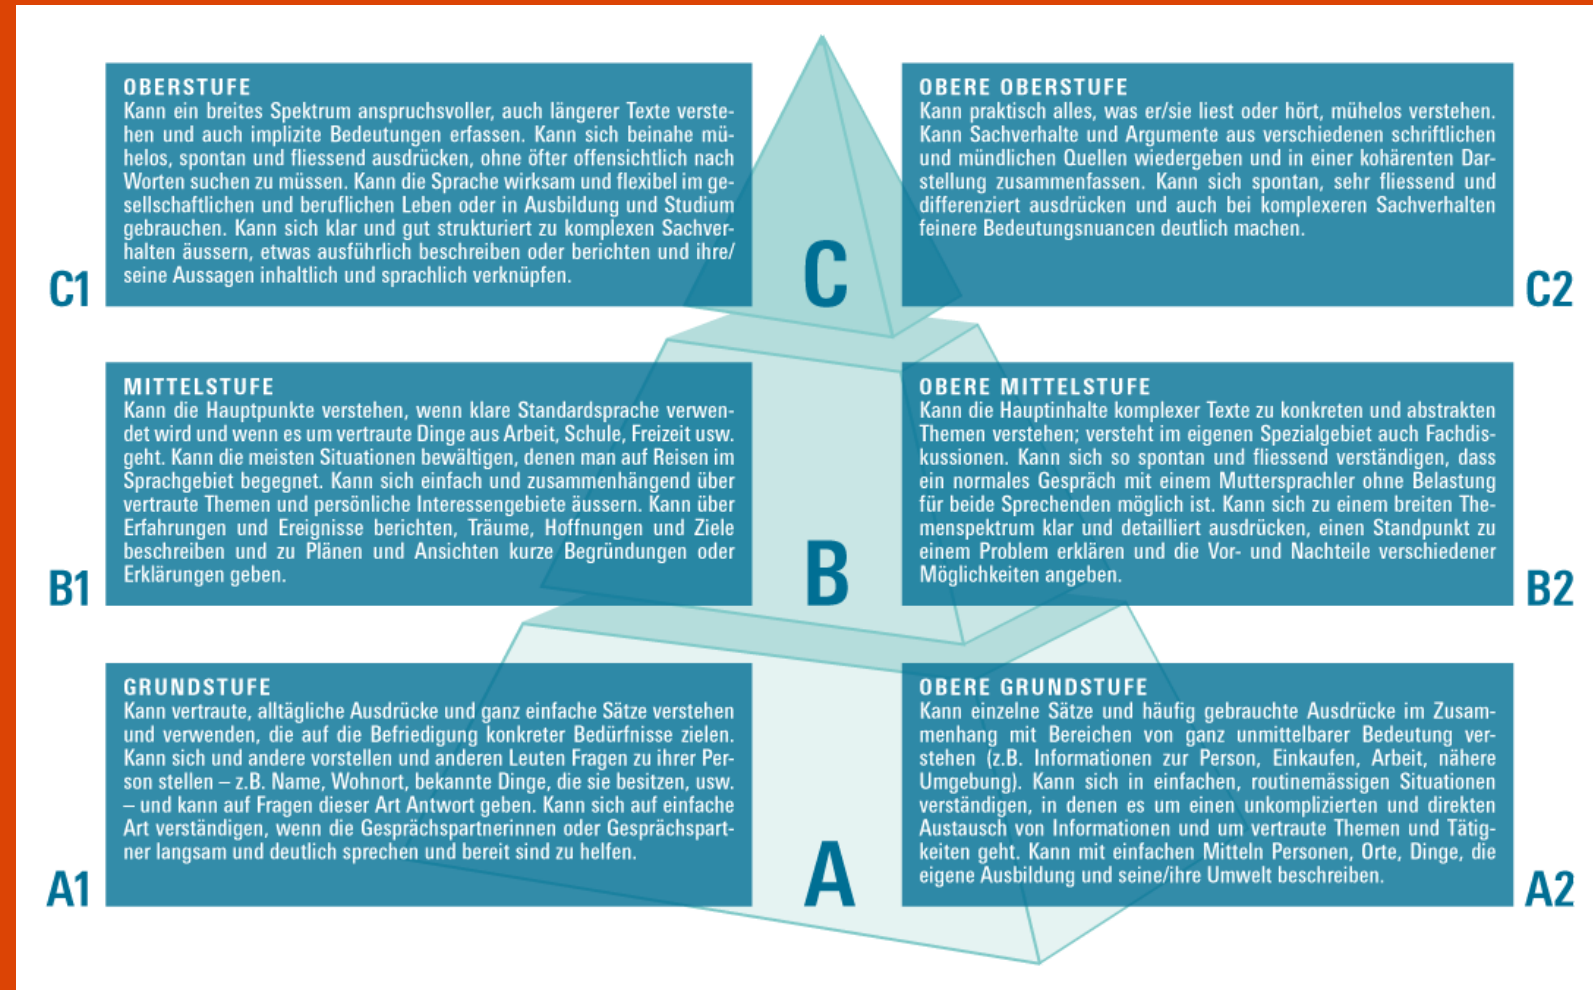 OBERSTUFE
Kann ein breites Spektrum anspruchsvoller, auch längerer Texte verste-
hen und auch implizite Bedeutungen erfassen. Kann sich beinahe mü-
helos, spontan und fliessend ausdrücken, ohne öfter offensichtlich nach
Worten suchen zu müssen. Kann die Sprache wirksam und flexibel im ge-
sellschaftlichen und beruflichen Leben oder in Ausbildung und Studium
gebrauchen. Kann sich klar und gut strukturiert zu komplexen Sachver-
halten äussern, etwas ausführlich beschreiben oder berichten und ihre/
seine Aussagen inhaltlich und sprachlich verknüpfen.
C1
C
OBERE OBERSTUFE
Kann praktisch alles, was er/sie liest oder hört, mühelos verstehen.
Kann Sachverhalte und Argumente aus verschiedenen schriftlichen
und mündlichen Quellen wiedergeben und in einer kohärenten Dar-
stellung zusammenfassen. Kann sich spontan, sehr fliessend und
differenziert ausdrücken und auch bei komplexeren Sachverhalten
feinere Bedeutungsnuancen deutlich machen.
C2
MITTELSTUFE
Kann die Hauptpunkte verstehen, wenn klare Standardsprache verwen-
det wird und wenn es um vertraute Dinge aus Arbeit, Schule, Freizeit usw.
geht. Kann die meisten Situationen bewältigen, denen man auf Reisen im
Sprachgebiet begegnet. Kann sich einfach und zusammenhängend über
vertraute Themen und persönliche Interessengebiete äussern. Kann über
Erfahrungen und Ereignisse berichten, Träume, Hoffnungen und Ziele
beschreiben und zu Plänen und Ansichten kurze Begründungen oder
Erklärungen geben.
B1
B
OBERE MITTELSTUFE
Kann die Hauptinhalte komplexer Texte zu konkreten und abstrakten
Themen verstehen; versteht im eigenen Spezialgebiet auch Fachdis-
kussionen. Kann sich so spontan und fliessend verständigen, dass
ein normales Gespräch mit einem Muttersprachler ohne Belastung
für beide Sprechenden möglich ist. Kann sich zu einem breiten The-
menspektrum klar und detailliert ausdrücken, einen Standpunkt zu
einem Problem erklären und die Vor- und Nachteile verschiedener
Möglichkeiten angeben.
B2
GRUNDSTUFE
Kann vertraute, alltägliche Ausdrücke und ganz einfache Sätze verstehen
und verwenden, die auf die Befriedigung konkreter Bedürfnisse zielen.
Kann sich und andere vorstellen und anderen Leuten Fragen zu ihrer Per-
son stellen – z.B. Name, Wohnort, bekannte Dinge, die sie besitzen, usw.
– und kann auf Fragen dieser Art Antwort geben. Kann sich auf einfache
Art verständigen, wenn die Gesprächspartnerinnen oder Gesprächspart-
ner langsam und deutlich sprechen und bereit sind zu helfen.
A1
A
OBERE GRUNDSTUFE
Kann einzelne Sätze und häufig gebrauchte Ausdrücke im Zusam-
menhang mit Bereichen von ganz unmittelbarer Bedeutung ver-
stehen (z.B. Informationen zur Person, Einkaufen, Arbeit, nähere
Umgebung). Kann sich in einfachen, routinemässigen Situationen
verständigen, in denen es um einen unkomplizierten und direkten
Austausch von Informationen und um vertraute Themen und Tätig-
keiten geht. Kann mit einfachen Mitteln Personen, Orte, Dinge, die
eigene Ausbildung und seine/ihre Umwelt beschreiben.
A2